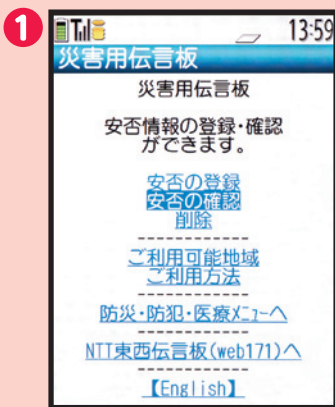 1
13:59
災害用伝言板
災害用伝言板
安否情報の登録・確認
ができます。
安否の登録
安否の確認
削除
------------
ご利用可能地域
ご利用方法
------------
防災・防犯・医療ﾒﾆｭｰへ
------------
NTT東西伝言板(web171)へ
------------
【English】